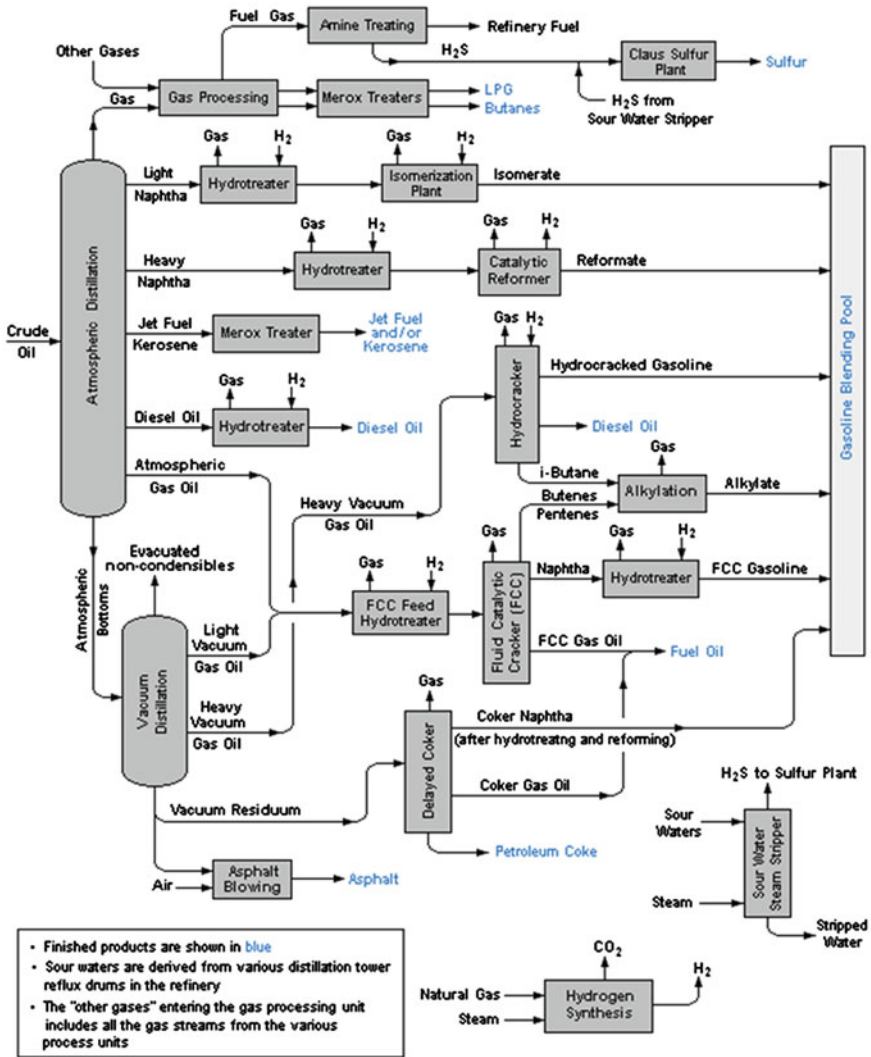 Fuel Gas
Amine Treating
Refinery Fuel
Other Gases
H2S
Claus Sulfur
Plant
Sulfur
Gas
Gas Processing
Merox Treaters
LPG
Butanes
H2S from
Sour Water Stripper
Gas
H2
Gas
H2
Light
Naphtha
Hydrotreater
Isomerization
Plant
Isomerate
Gas
H2
Gas
H2
Heavy
Naphtha
Hydrotreater
Catalytic
Reformer
Reformate
Crude
Oil
Atmospheric Distillation
Jet Fuel
Kerosene
Merox Treater
Jet Fuel
and/or
Kerosene
Gas
H2
Hydrocracker
Hydrocracked Gasoline
Gasoline Blending Pool
Gas
H2
Diesel Oil
Hydrotreater
Diesel Oil
Diesel Oil
Atmospheric
Gas Oil
i-Butane
Gas
Butenes
Pentenes
Alkylation
Alkylate
Heavy Vacuum
Gas Oil
Atmospheric
Bottoms
Evacuated
non-condensibles
Gas
H2
FCC Feed
Hydrotreater
Gas
Fluid Catalytic
Cracker (FCC)
Naphtha
Gas
H2
Hydrotreater
FCC Gasoline
FCC Gas Oil
Fuel Oil
Vacuum
Distillation
Light
Vacuum
Gas Oil
Heavy
Vacuum
Gas Oil
Gas
Delayed Coker
Coker Naphtha
(after hydrotreatng and reforming)
Coker Gas Oil
Petroleum Coke
Vacuum Residuum
Air
Asphalt
Blowing
Asphalt
H2S to Sulfur Plant
Sour
Waters
Sour Water
Steam Stripper
Steam
Stripped
Water
• Finished products are shown in blue
• Sour waters are derived from various distillation tower
reflux drums in the refinery
• The "other gases" entering the gas processing unit
includes all the gas streams from the various
process units
CO2
H2
Natural Gas
Steam
Hydrogen
Synthesis